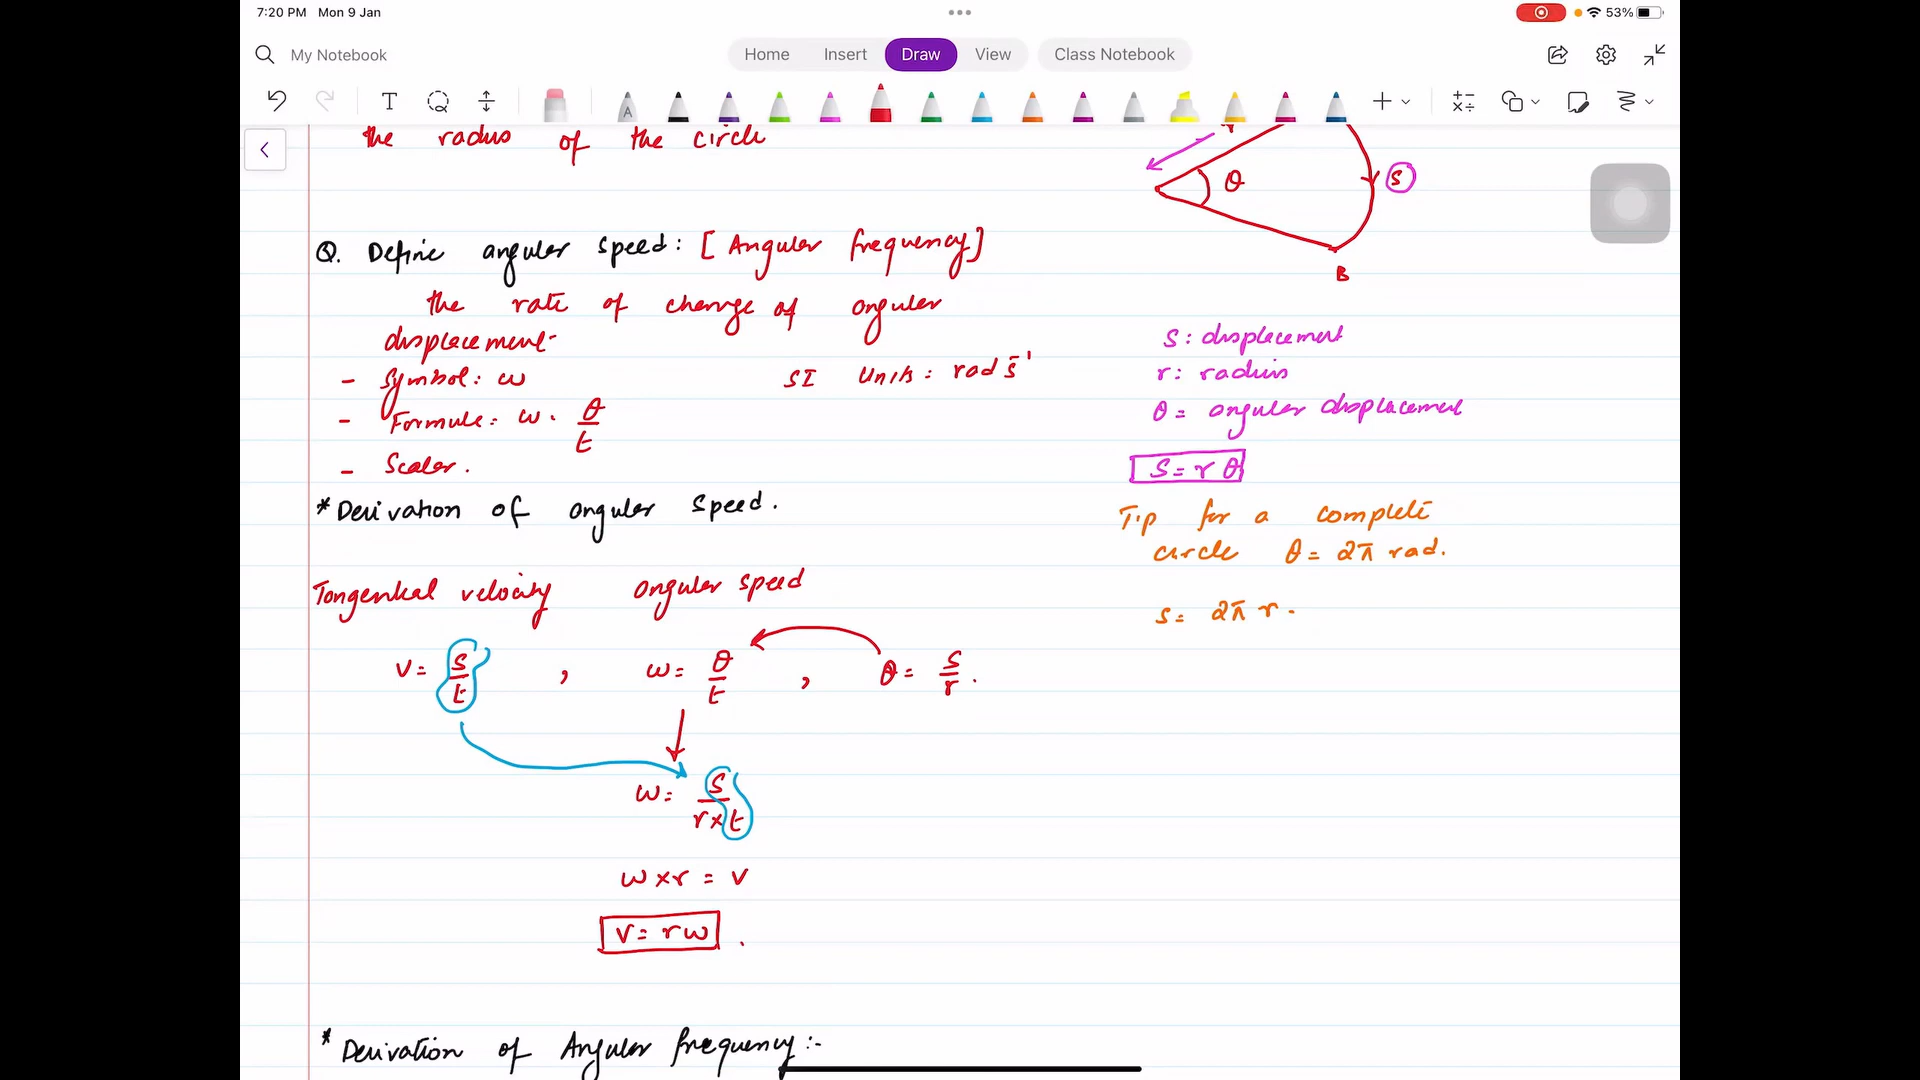 7:20 PM Mon 9 Jan
53%
My Notebook
Home Insert Draw View Class Notebook
T
A
the radius of the circle
θ
S
B
Q. Define angular speed: [Angular frequency]
the rate of change of angular
displacement.
- Symbol: ω
SI Units: rad s⁻¹
- Formula: ω = θ/t
- Scalar.
* Derivation of angular speed.
Tangential velocity angular speed
v = s/t , ω = θ/t , θ = s/r .
ω = s/(r×t)
ω×r = v
v = rω .
* Derivation of Angular frequency:-
S: displacement
r: radius
θ = angular displacement
S = r θ
Tip for a complete
circle θ = 2π rad.
s = 2π r.